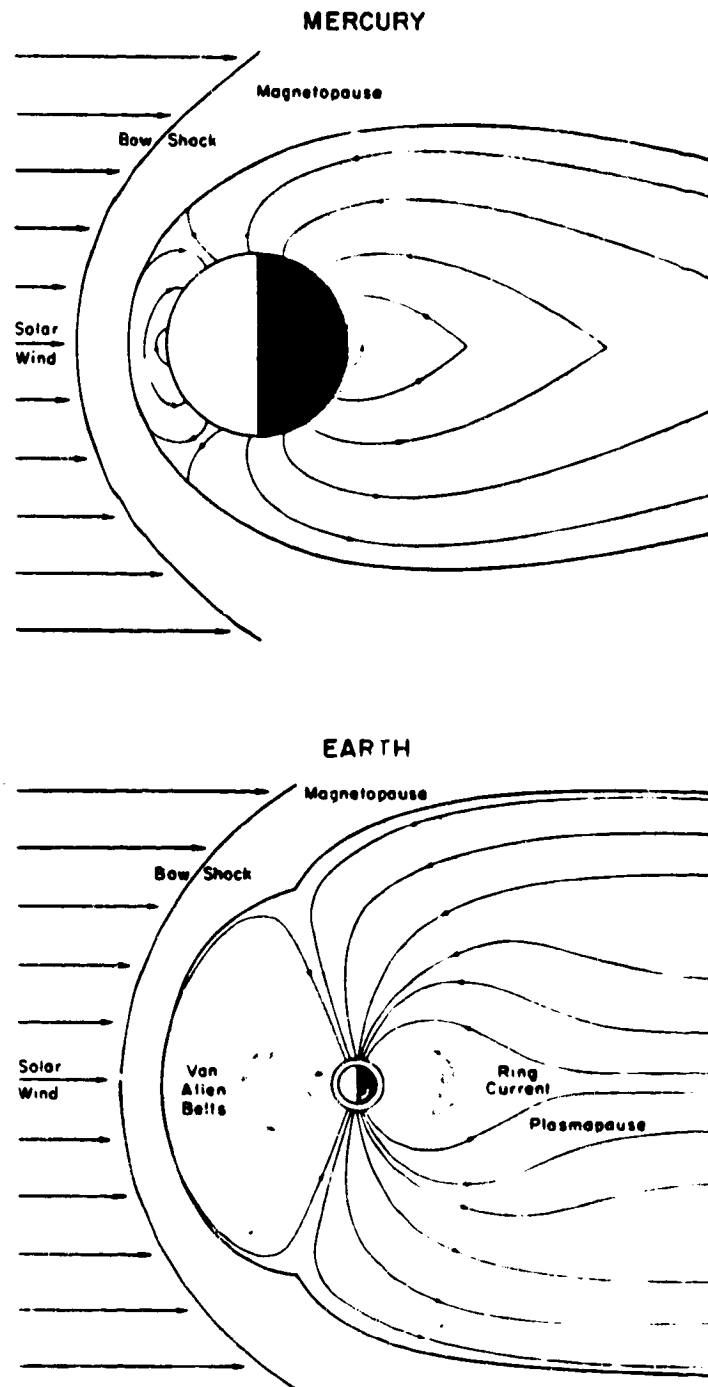 MERCURY
Magnetopause
Bow Shock
Solar
Wind
EARTH
Magnetopause
Bow Shock
Solar
Wind
Van
Allen
Belts
Ring
Current
Plasmapause